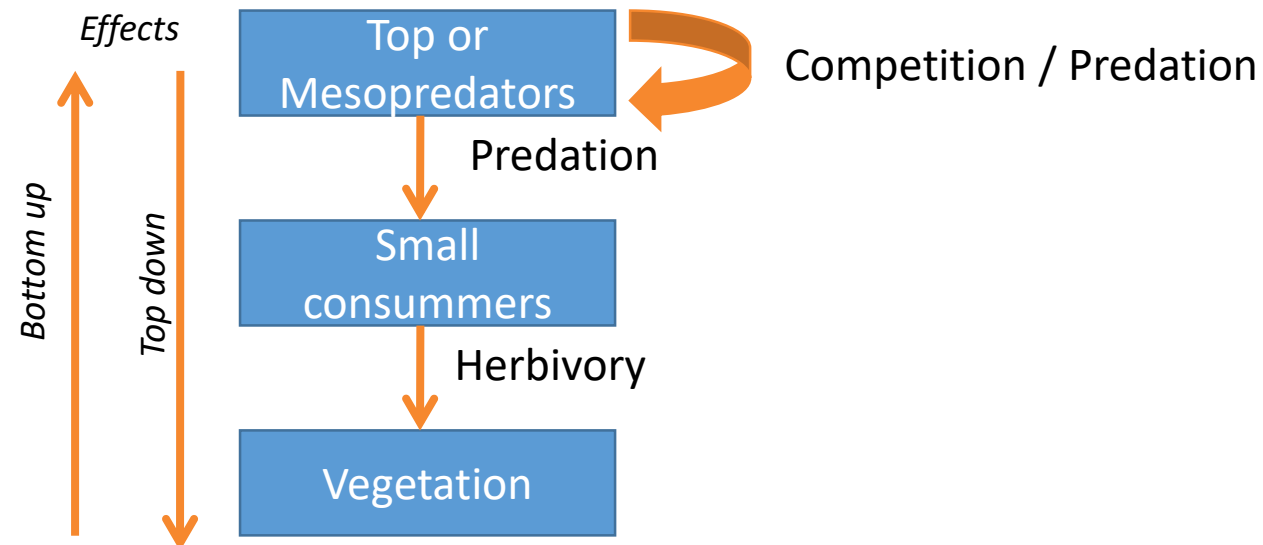 Effects
Top or
Mesopredators
Competition / Predation
Predation
Bottom up
Top down
Small
consummers
Herbivory
Vegetation